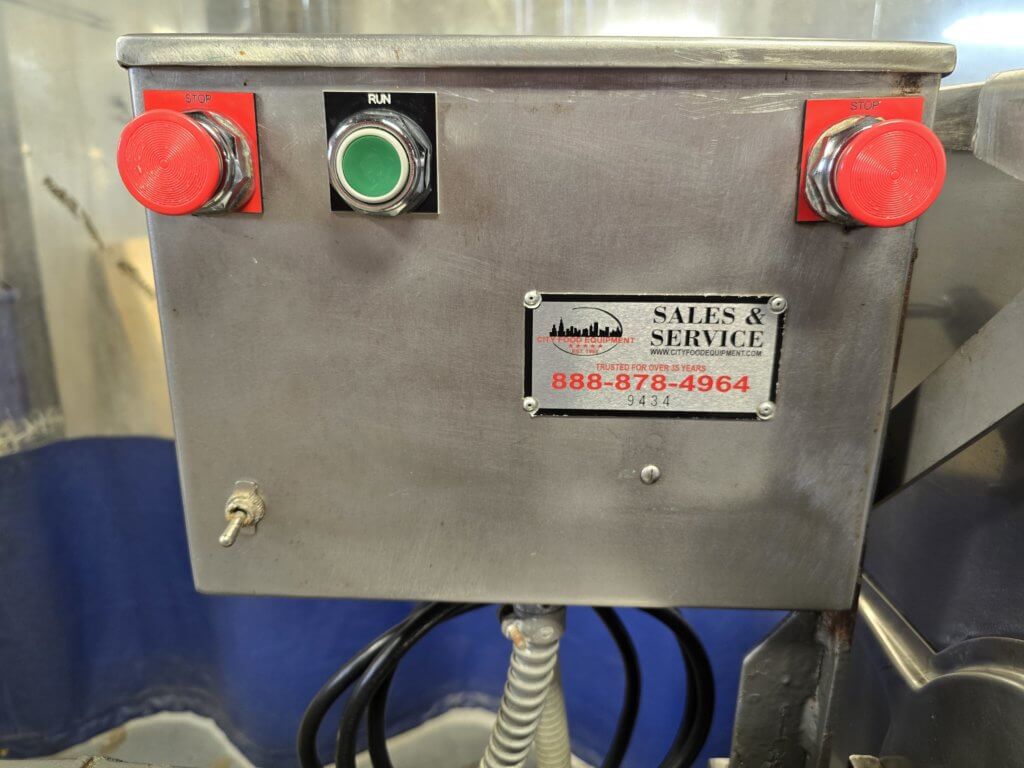 STOP
RUN
STOP
CITY FOOD EQUIPMENT
SALES &
SERVICE
WWW.CITYFOODEQUIPMENT.COM
TRUSTED FOR OVER 35 YEARS
888-878-4964
9434